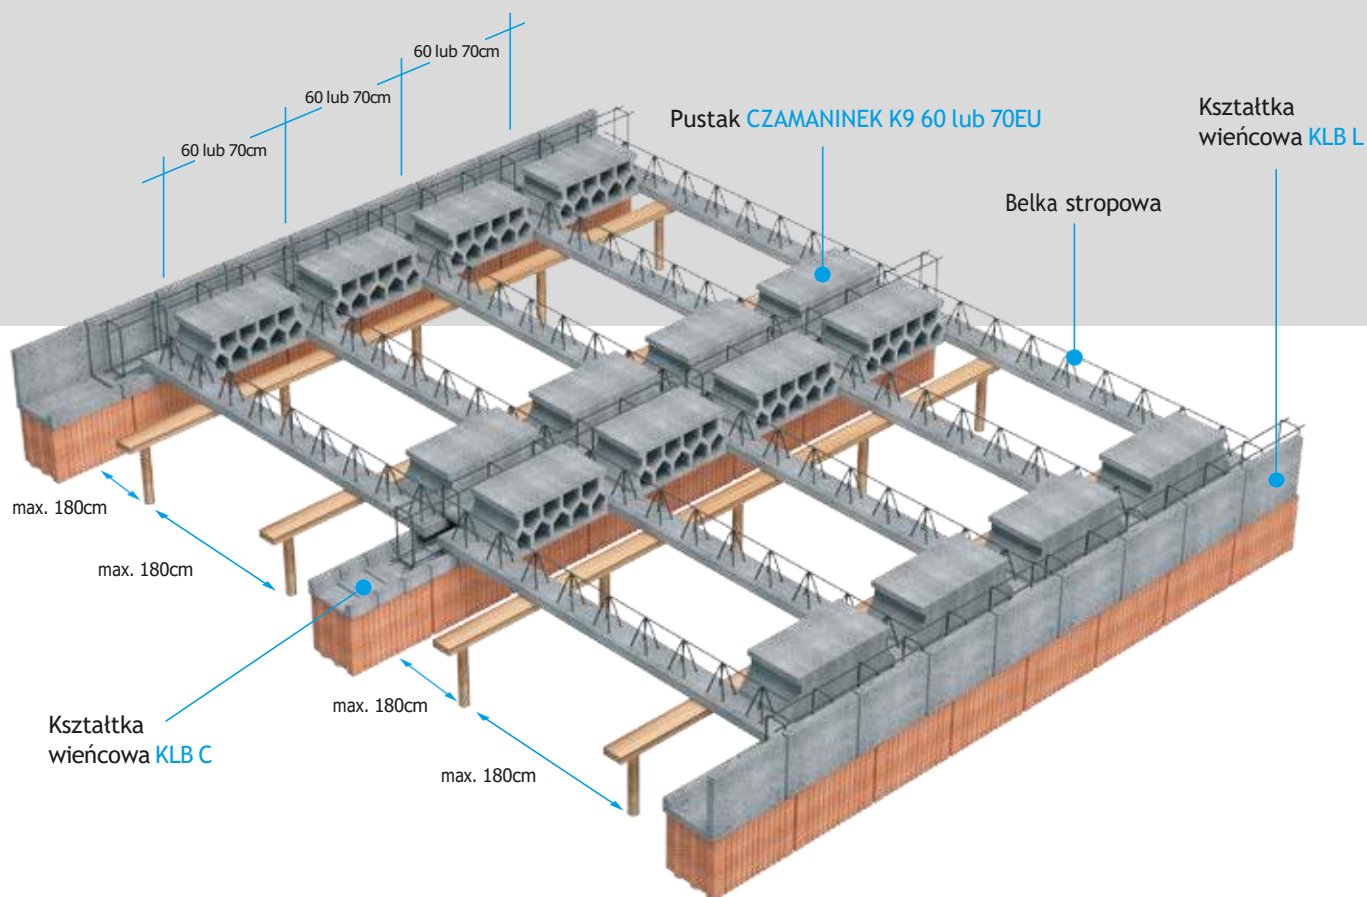 60 lub 70cm
60 lub 70cm
60 lub 70cm
Pustak CZAMANINEK K9 60 lub 70EU
Kształtka
wieńcowa KLB L
Belka stropowa
max. 180cm
max. 180cm
max. 180cm
max. 180cm
Kształtka
wieńcowa KLB C